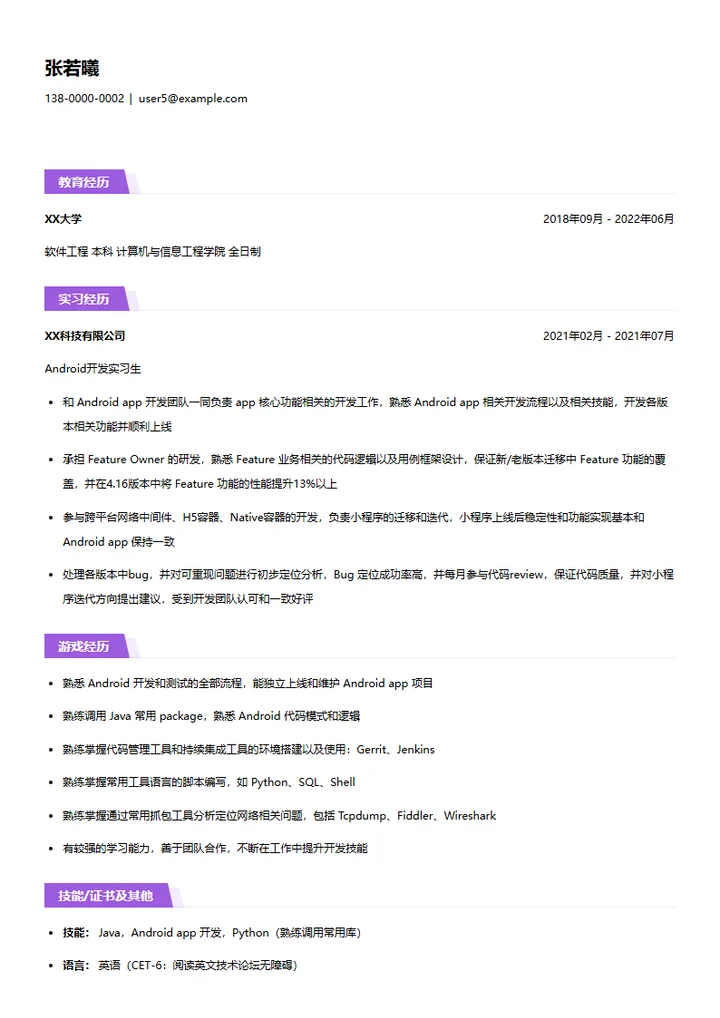 张若曦
138-0000-0002 | user5@example.com
教育经历
XX大学 2018年09月 - 2022年06月
软件工程 本科 计算机与信息工程学院 全日制
实习经历
XX科技有限公司 2021年02月 - 2021年07月
Android开发实习生
• 和 Android app 开发团队一同负责 app 核心功能相关的开发工作，熟悉 Android app 相关开发流程以及相关技能，开发各版
本相关功能并顺利上线
• 承担 Feature Owner 的研发，熟悉 Feature 业务相关的代码逻辑以及用例框架设计，保证新/老版本迁移中 Feature 功能的覆
盖，并在4.16版本中将 Feature 功能的性能提升13%以上
• 参与跨平台网络中间件、H5容器、Native容器的开发，负责小程序的迁移和迭代，小程序上线后稳定性和功能实现基本和
Android app 保持一致
• 处理各版本中bug，并对可重现问题进行初步定位分析，Bug 定位成功率高，并每月参与代码review，保证代码质量，并对小程
序迭代方向提出建议，受到开发团队认可和一致好评
游戏经历
• 熟悉 Android 开发和测试的全部流程，能独立上线和维护 Android app 项目
• 熟练调用 Java 常用 package，熟悉 Android 代码模式和逻辑
• 熟练掌握代码管理工具和持续集成工具的环境搭建以及使用：Gerrit、Jenkins
• 熟练掌握常用工具语言的脚本编写，如 Python、SQL、Shell
• 熟练掌握通过常用抓包工具分析定位网络相关问题，包括 Tcpdump、Fiddler、Wireshark
• 有较强的学习能力，善于团队合作，不断在工作中提升开发技能
技能/证书及其他
• 技能： Java，Android app 开发，Python（熟练调用常用库）
• 语言： 英语（CET-6：阅读英文技术论坛无障碍）